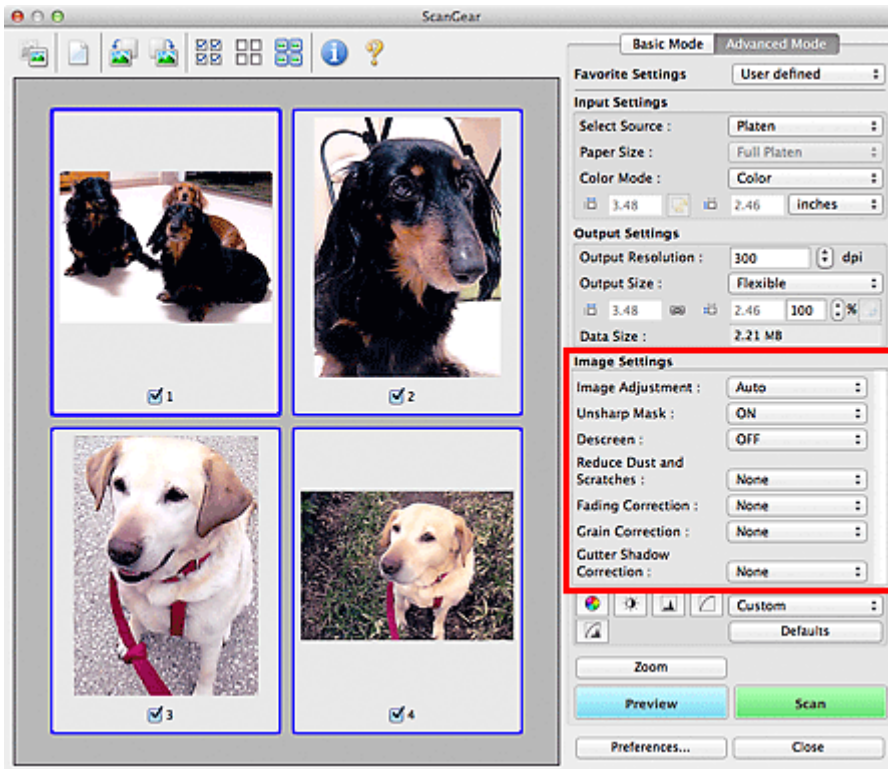 ScanGear
Basic Mode Advanced Mode
Favorite Settings User defined
Input Settings
Select Source : Platen
Paper Size : Full Platen
Color Mode : Color
3.48 2.46 inches
Output Settings
Output Resolution : 300 dpi
Output Size : Flexible
3.48 2.46 100 %
Data Size : 2.21 MB
Image Settings
Image Adjustment : Auto
Unsharp Mask : ON
Descreen : OFF
Reduce Dust and
Scratches : None
Fading Correction : None
Grain Correction : None
Gutter Shadow
Correction : None
Custom
Defaults
Zoom
Preview Scan
Preferences... Close
1
2
3
4